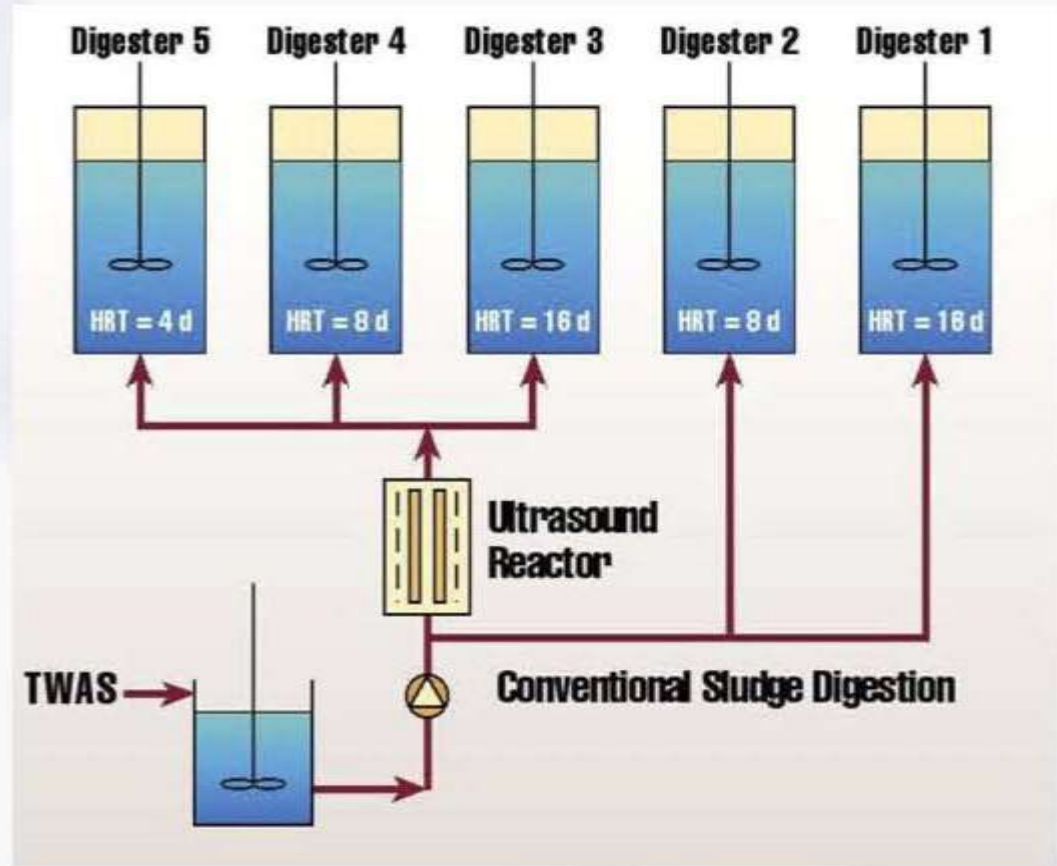 Digester 5 Digester 4 Digester 3 Digester 2 Digester 1
HRT = 4 d HRT = 8 d HRT = 16 d HRT = 8 d HRT = 16 d
Ultrasound
Reactor
TWAS
Conventional Sludge Digestion